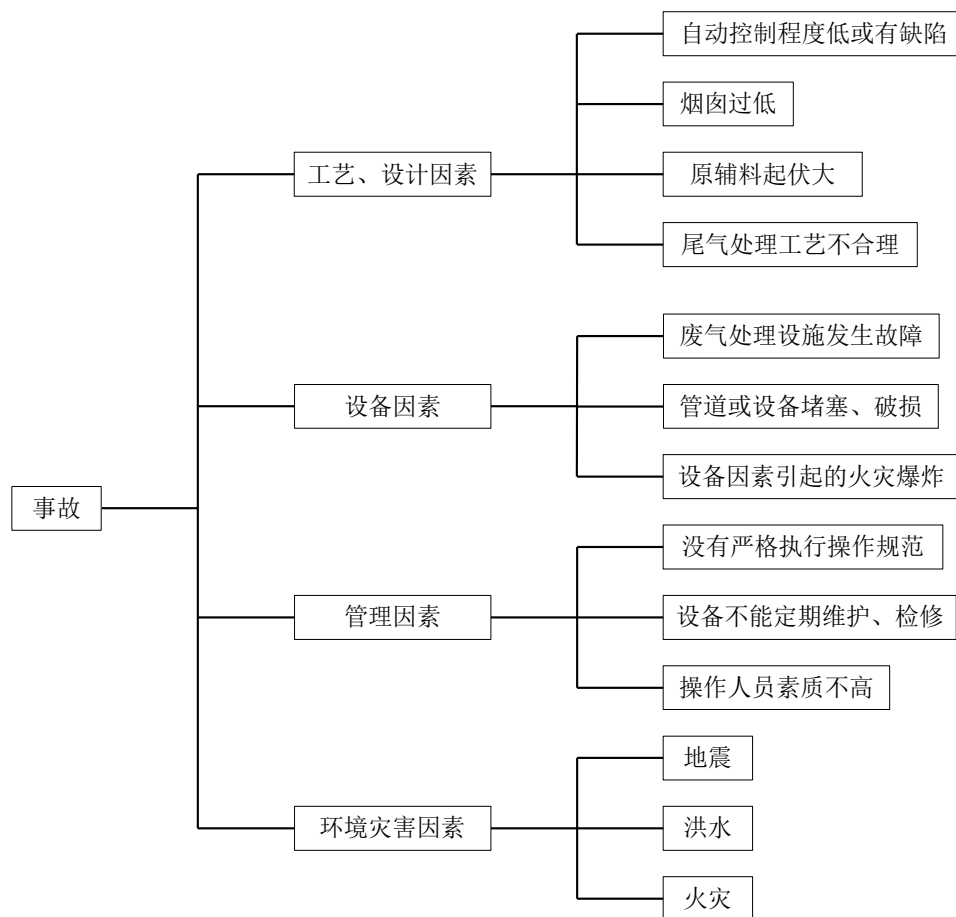 事故
工艺、设计因素
自动控制程度低或有缺陷
烟囱过低
原辅料起伏大
尾气处理工艺不合理
设备因素
废气处理设施发生故障
管道或设备堵塞、破损
设备因素引起的火灾爆炸
管理因素
没有严格执行操作规范
设备不能定期维护、检修
操作人员素质不高
环境灾害因素
地震
洪水
火灾